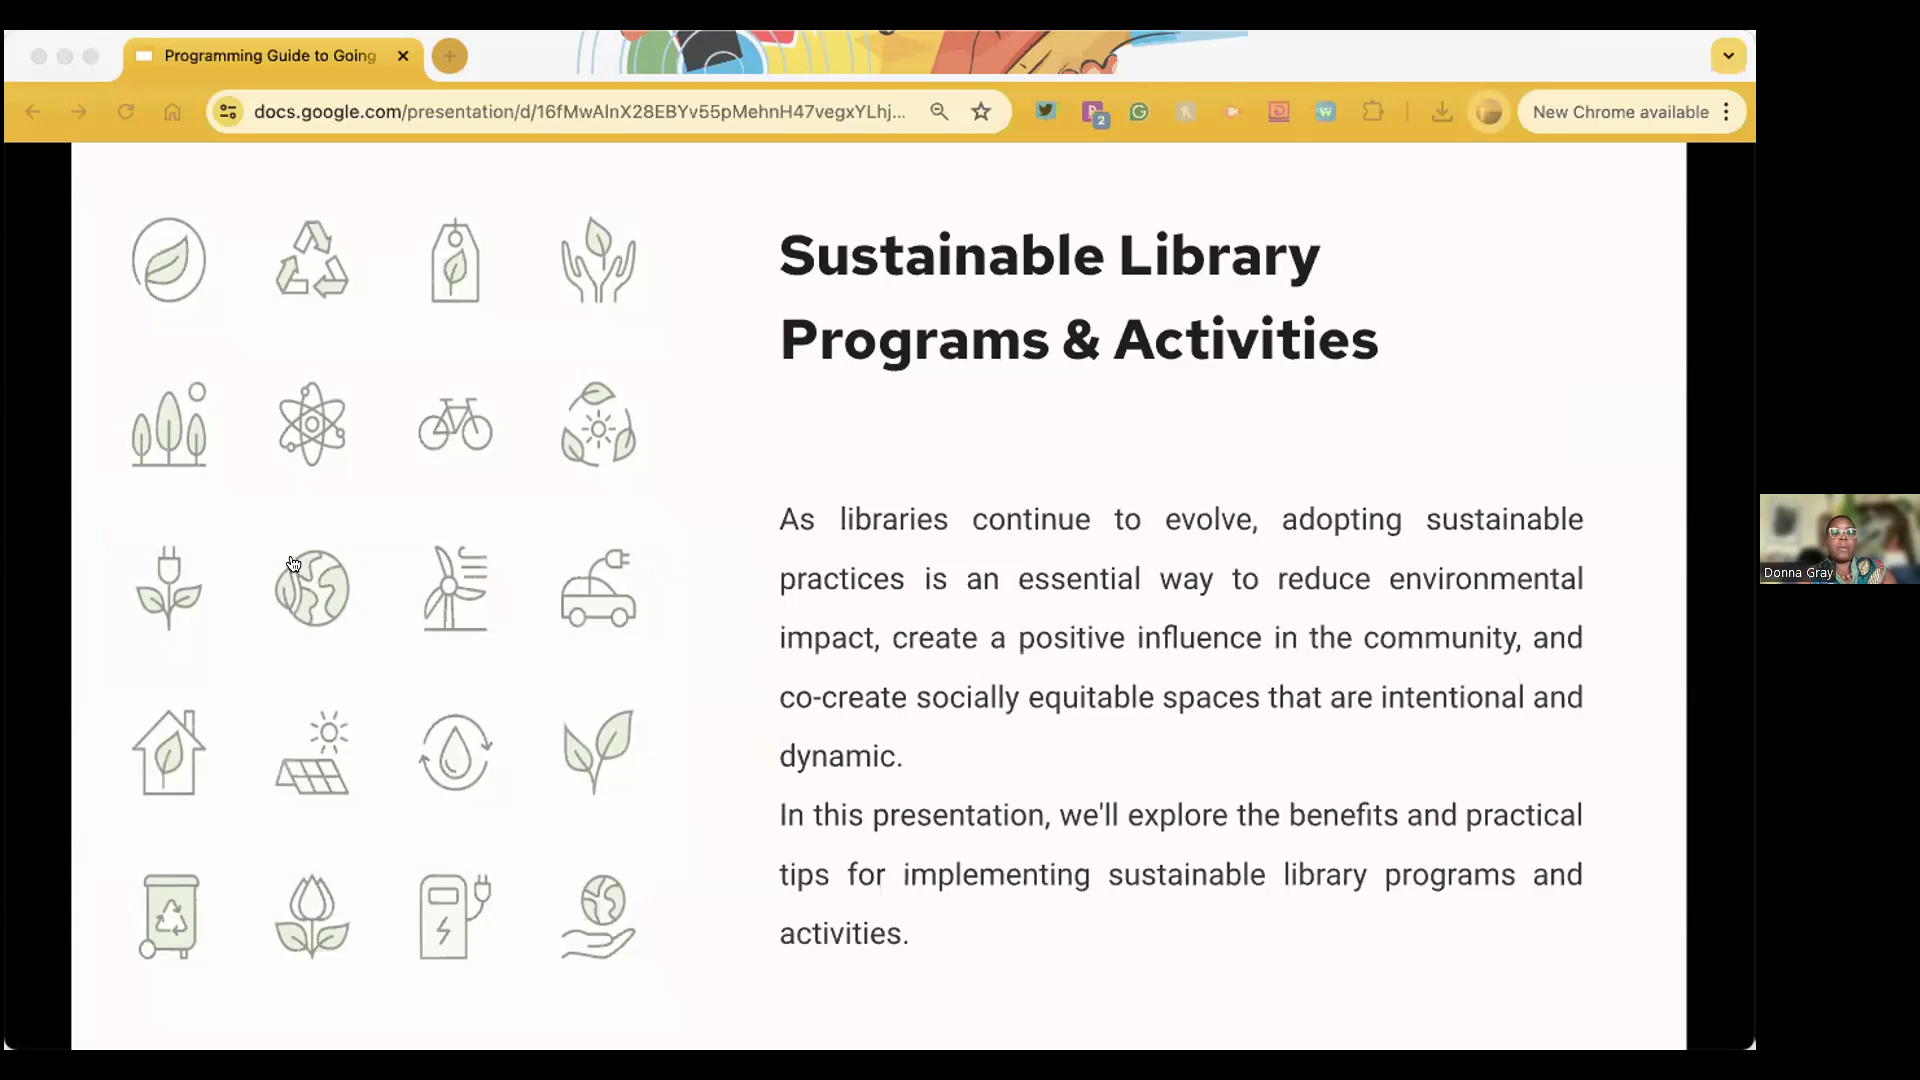 Programming Guide to Going
docs.google.com/presentation/d/16fMwAlnX28EBYv55pMehnH47vegxYLhj...
2
New Chrome available
Sustainable Library
Programs & Activities
As libraries continue to evolve, adopting sustainable
practices is an essential way to reduce environmental
impact, create a positive influence in the community, and
co-create socially equitable spaces that are intentional and
dynamic.
In this presentation, we'll explore the benefits and practical
tips for implementing sustainable library programs and
activities.
Donna Gray